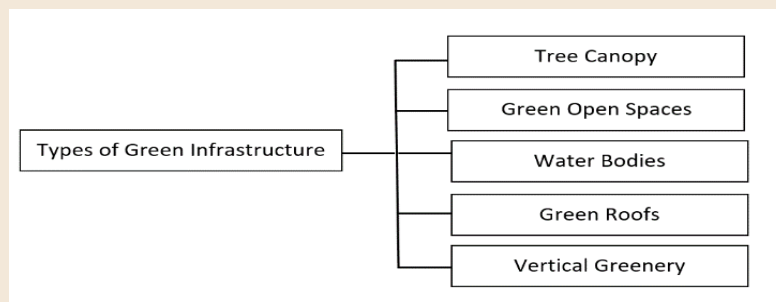 Types of Green Infrastructure
Tree Canopy
Green Open Spaces
Water Bodies
Green Roofs
Vertical Greenery